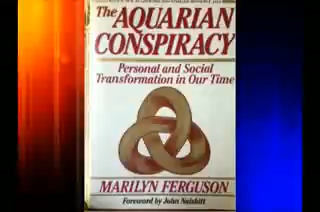 The AQUARIAN
CONSPIRACY
Personal and Social
Transformation in Our Time
MARILYN FERGUSON
Foreword by John Naisbitt